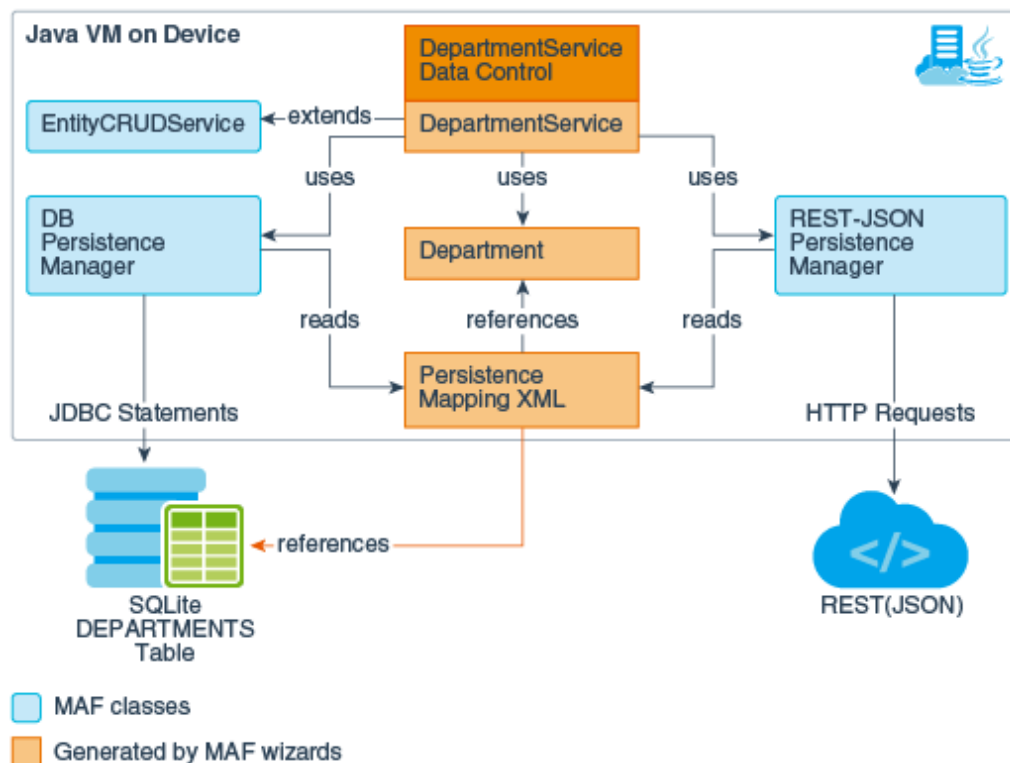 Java VM on Device
DepartmentService
Data Control
EntityCRUDService
extends
DepartmentService
uses
uses
uses
DB
Persistence
Manager
Department
REST-JSON
Persistence
Manager
reads
references
reads
Persistence
Mapping XML
JDBC Statements
HTTP Requests
references
</>
SQLite
DEPARTMENTS
Table
REST(JSON)
MAF classes
Generated by MAF wizards